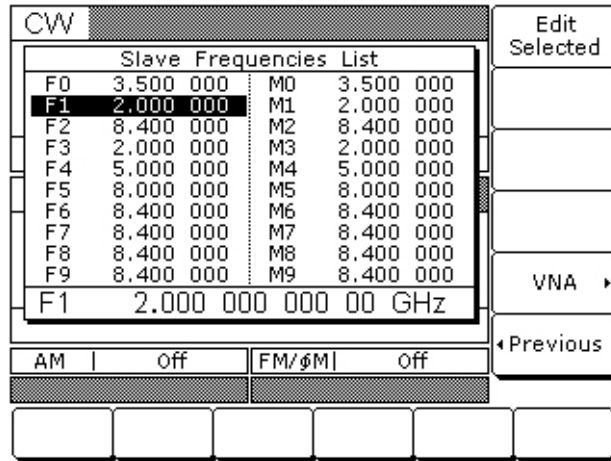 CW
Edit
Selected
Slave Frequencies List
F0 3.500 000 M0 3.500 000
F1 2.000 000 M1 2.000 000
F2 8.400 000 M2 8.400 000
F3 2.000 000 M3 2.000 000
F4 5.000 000 M4 5.000 000
F5 8.000 000 M5 8.000 000
F6 8.400 000 M6 8.400 000
F7 8.400 000 M7 8.400 000
F8 8.400 000 M8 8.400 000
F9 8.400 000 M9 8.400 000
F1 2.000 000 000 00 GHz
VNA
Previous
AM | Off FM/ϕM| Off